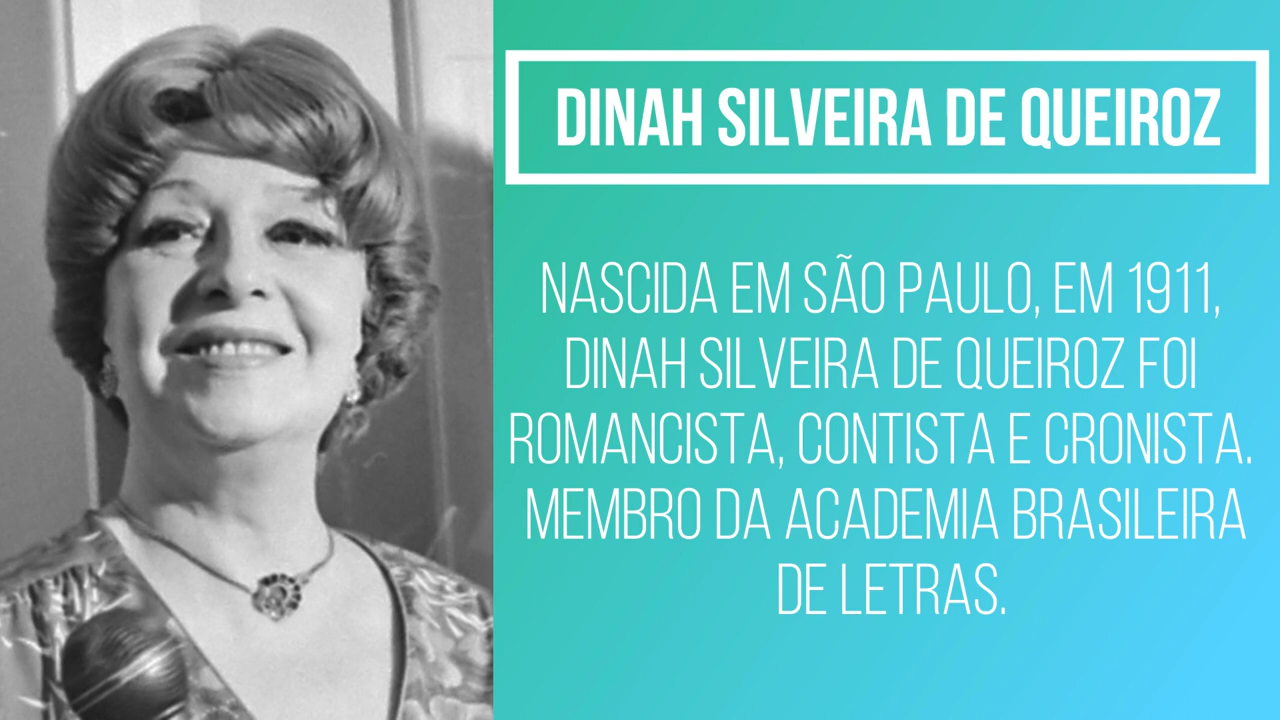 DINAH SILVEIRA DE QUEIROZ
NASCIDA EM SÃO PAULO, EM 1911,
DINAH SILVEIRA DE QUEIROZ FOI
ROMANCISTA, CONTISTA E CRONISTA.
MEMBRO DA ACADEMIA BRASILEIRA
DE LETRAS.